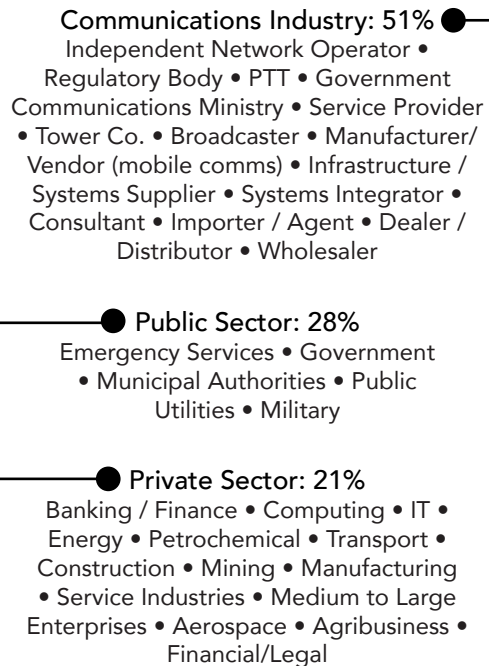 Communications Industry: 51%
Independent Network Operator •
Regulatory Body • PTT • Government
Communications Ministry • Service Provider
• Tower Co. • Broadcaster • Manufacturer/
Vendor (mobile comms) • Infrastructure /
Systems Supplier • Systems Integrator •
Consultant • Importer / Agent • Dealer /
Distributor • Wholesaler
Public Sector: 28%
Emergency Services • Government
• Municipal Authorities • Public
Utilities • Military
Private Sector: 21%
Banking / Finance • Computing • IT •
Energy • Petrochemical • Transport •
Construction • Mining • Manufacturing
• Service Industries • Medium to Large
Enterprises • Aerospace • Agribusiness •
Financial/Legal